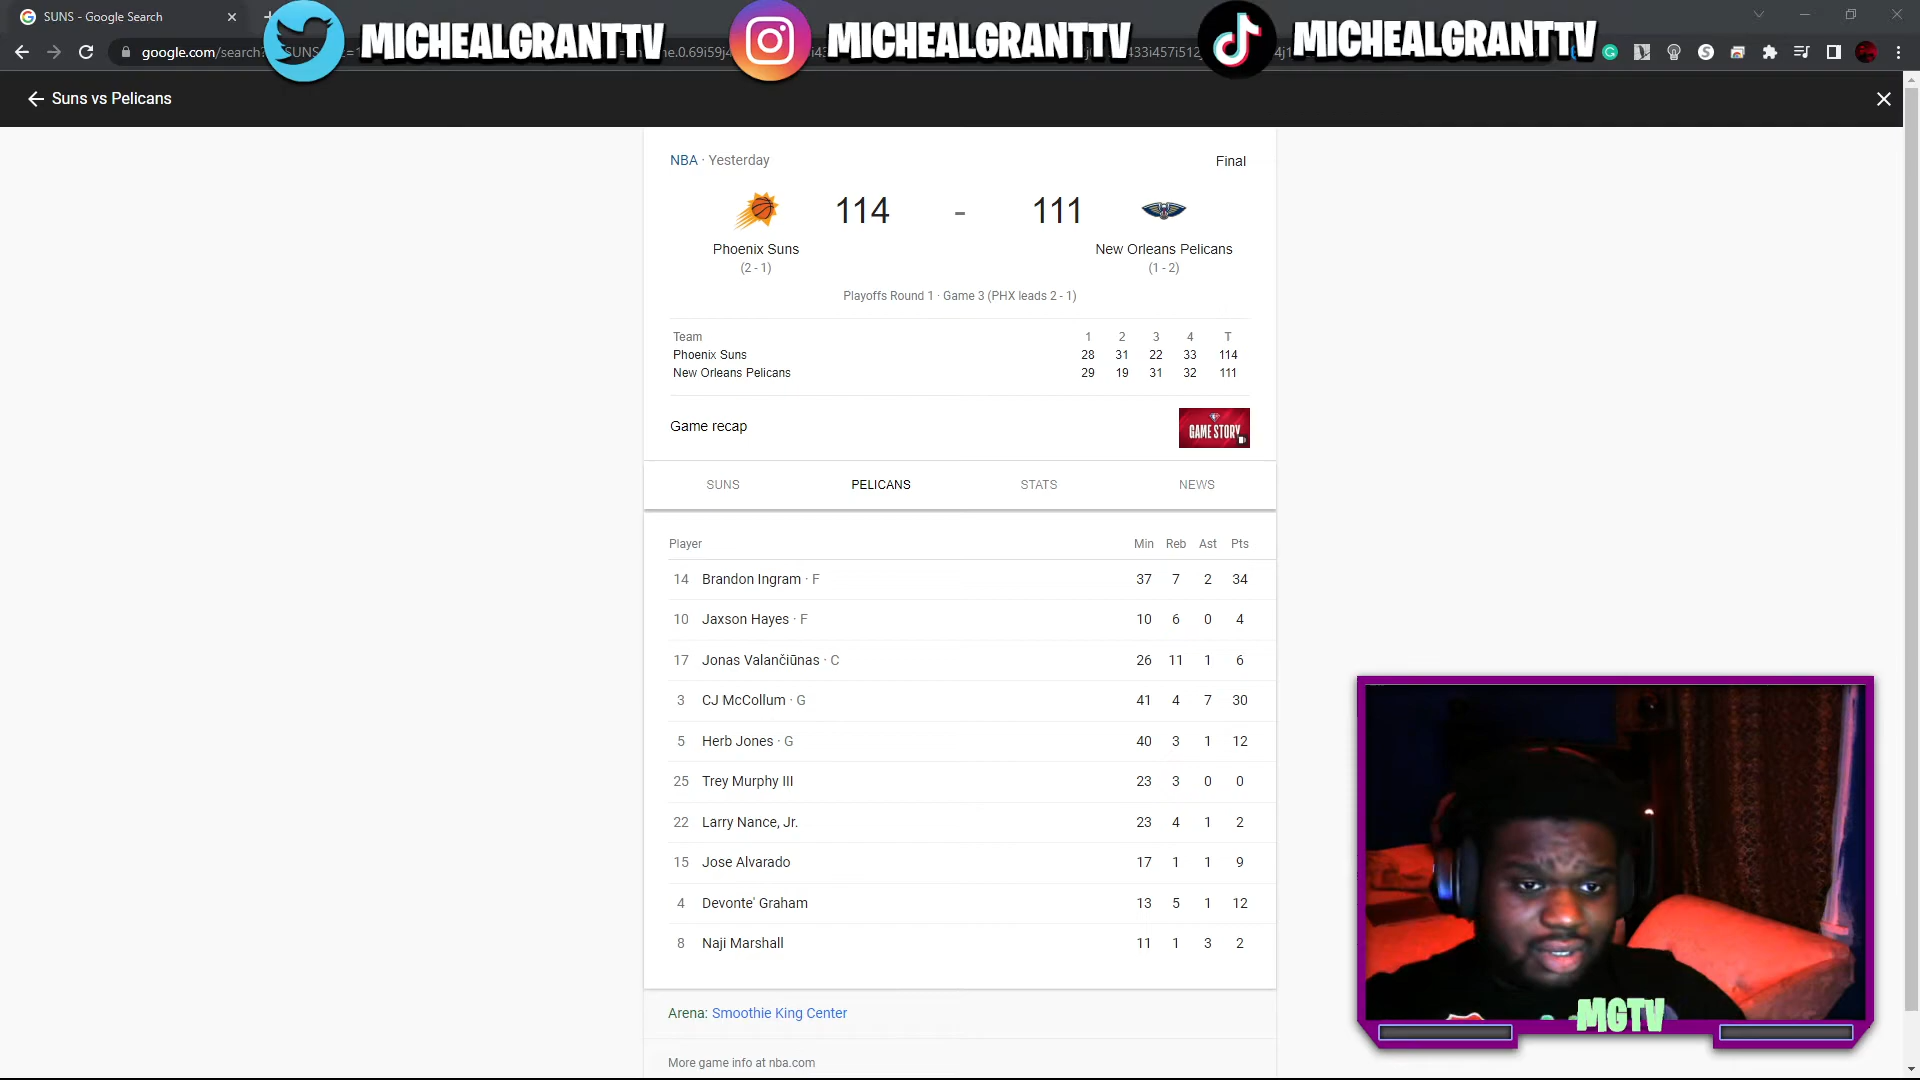 SUNS - Google Search
MICHEALGRANTTV
MICHEALGRANTTV
MICHEALGRANTTV
google.com/search?
Suns vs Pelicans
NBA · Yesterday
Final
114 - 111
Phoenix Suns
New Orleans Pelicans
(2 - 1)
(1 - 2)
Playoffs Round 1 · Game 3 (PHX leads 2 - 1)
Team 1 2 3 4 T
Phoenix Suns 28 31 22 33 114
New Orleans Pelicans 29 19 31 32 111
Game recap
GAME STORY
SUNS PELICANS STATS NEWS
Player Min Reb Ast Pts
14 Brandon Ingram · F 37 7 2 34
10 Jaxson Hayes · F 10 6 0 4
17 Jonas Valančiūnas · C 26 11 1 6
3 CJ McCollum · G 41 4 7 30
5 Herb Jones · G 40 3 1 12
25 Trey Murphy III 23 3 0 0
22 Larry Nance, Jr. 23 4 1 2
15 Jose Alvarado 17 1 1 9
4 Devonte' Graham 13 5 1 12
8 Naji Marshall 11 1 3 2
Arena: Smoothie King Center
More game info at nba.com
MGTV